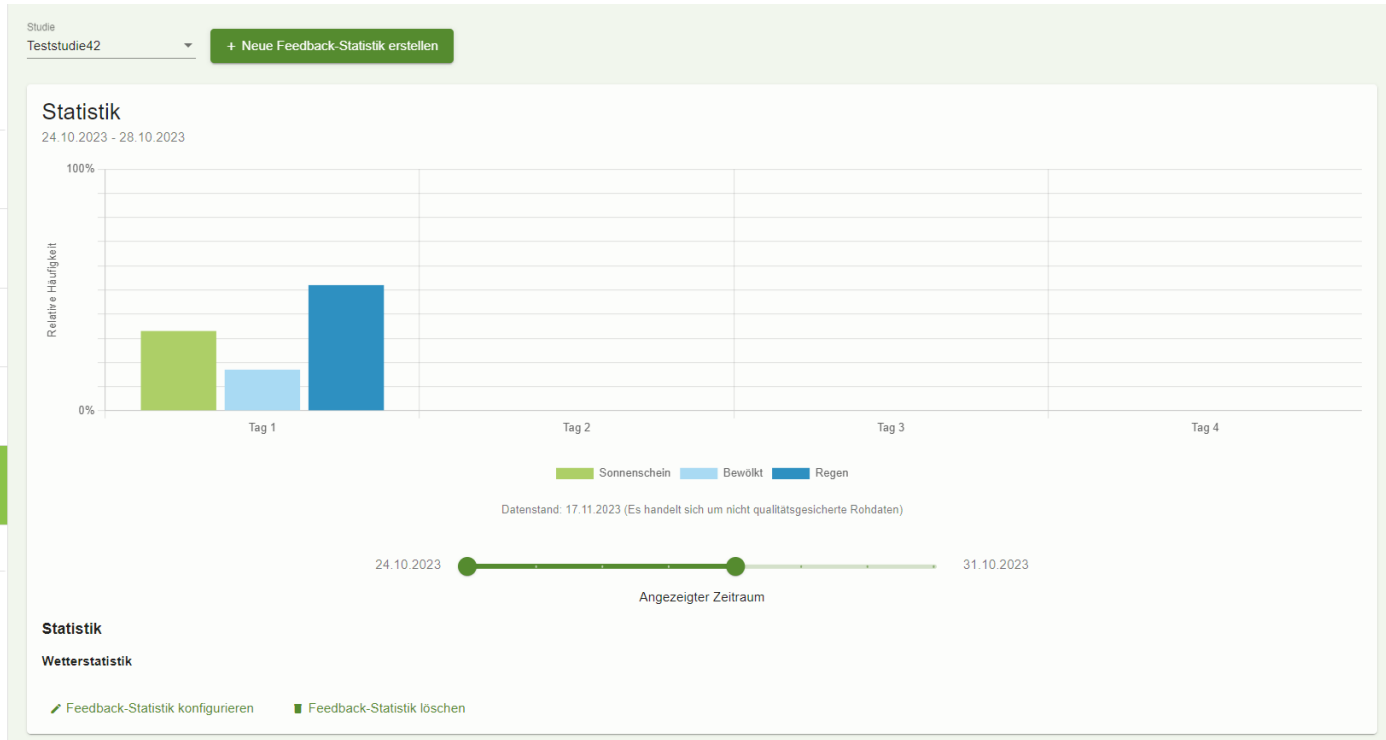 Studie
Teststudie42
+ Neue Feedback-Statistik erstellen
Statistik
24.10.2023 - 28.10.2023
100%
Relative Häufigkeit
0%
Tag 1
Tag 2
Tag 3
Tag 4
Sonnenschein
Bewölkt
Regen
Datenstand: 17.11.2023 (Es handelt sich um nicht qualitätsgesicherte Rohdaten)
24.10.2023
31.10.2023
Angezeigter Zeitraum
Statistik
Wetterstatistik
Feedback-Statistik konfigurieren
Feedback-Statistik löschen